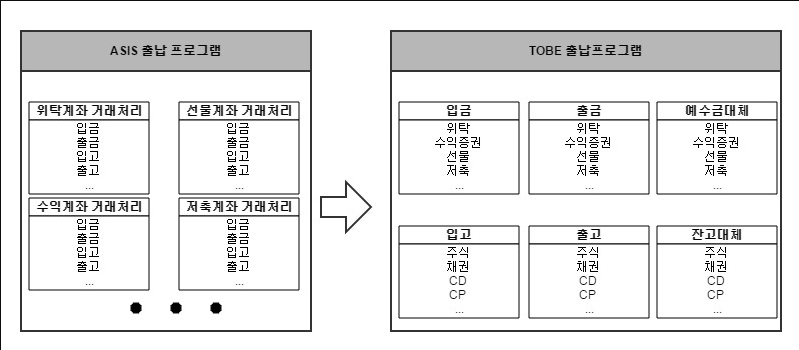 ASIS 출납 프로그램
위탁계좌 거래처리
입금
출금
입고
출고
...
선물계좌 거래처리
입금
출금
입고
출고
...
수익계좌 거래처리
입금
출금
입고
출고
...
저축계좌 거래처리
입금
출금
입고
출고
...
TOBE 출납프로그램
입금
위탁
수익증권
선물
저축
...
출금
위탁
수익증권
선물
저축
...
예수금대체
위탁
수익증권
선물
저축
...
입고
주식
채권
CD
CP
...
출고
주식
채권
CD
CP
...
잔고대체
주식
채권
CD
CP
...